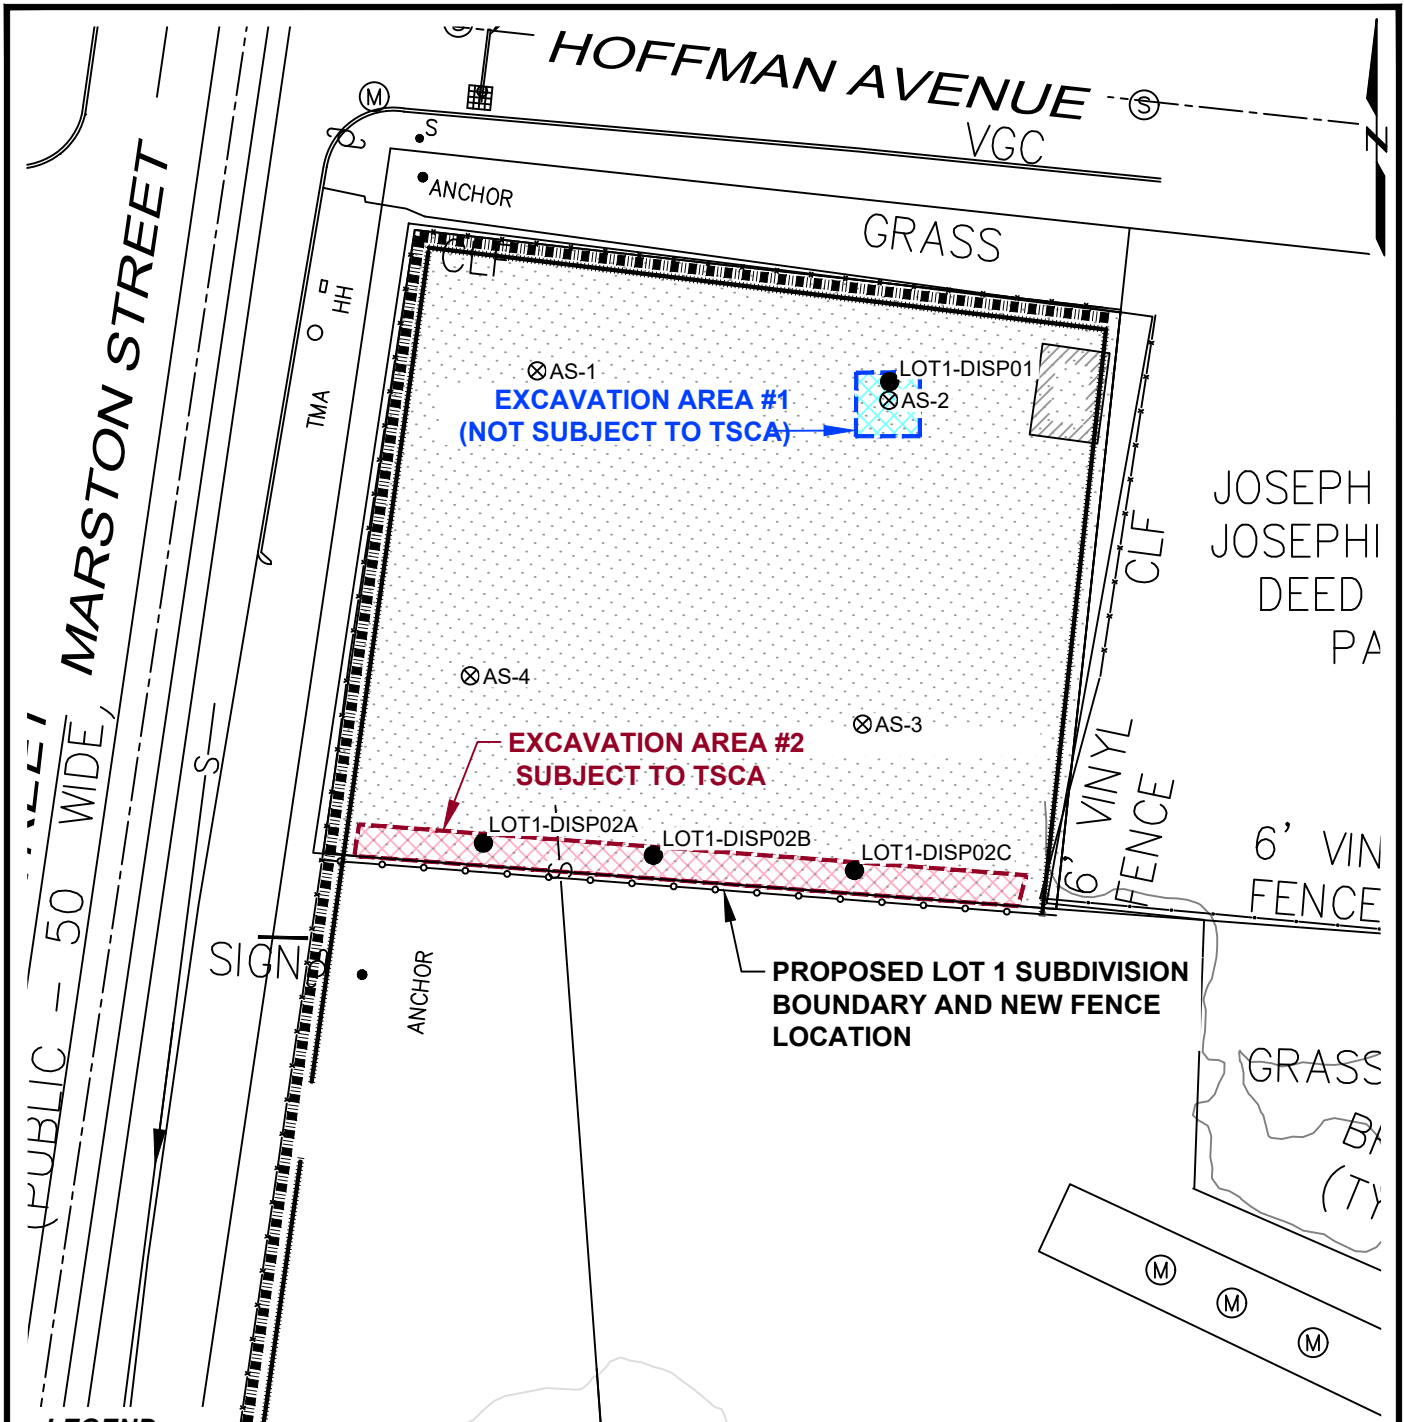 HOFFMAN AVENUE
S
M
VGC
S
N
ANCHOR
GRASS
CLF
HH
TMA
MARSTON STREET
AS-1
LOT1-DISP01
AS-2
EXCAVATION AREA #1
(NOT SUBJECT TO TSCA)
JOSEPH
JOSEPHI
DEED
PA
CLF
AS-4
AS-3
EXCAVATION AREA #2
SUBJECT TO TSCA
LOT1-DISP02A
LOT1-DISP02B
LOT1-DISP02C
S
S
6' VINYL
FENCE
6' VIN
FENCE
(PUBLIC - 50 WIDE,
SIGN
ANCHOR
PROPOSED LOT 1 SUBDIVISION
BOUNDARY AND NEW FENCE
LOCATION
GRASS
(TY
M
M
M
LEGEND